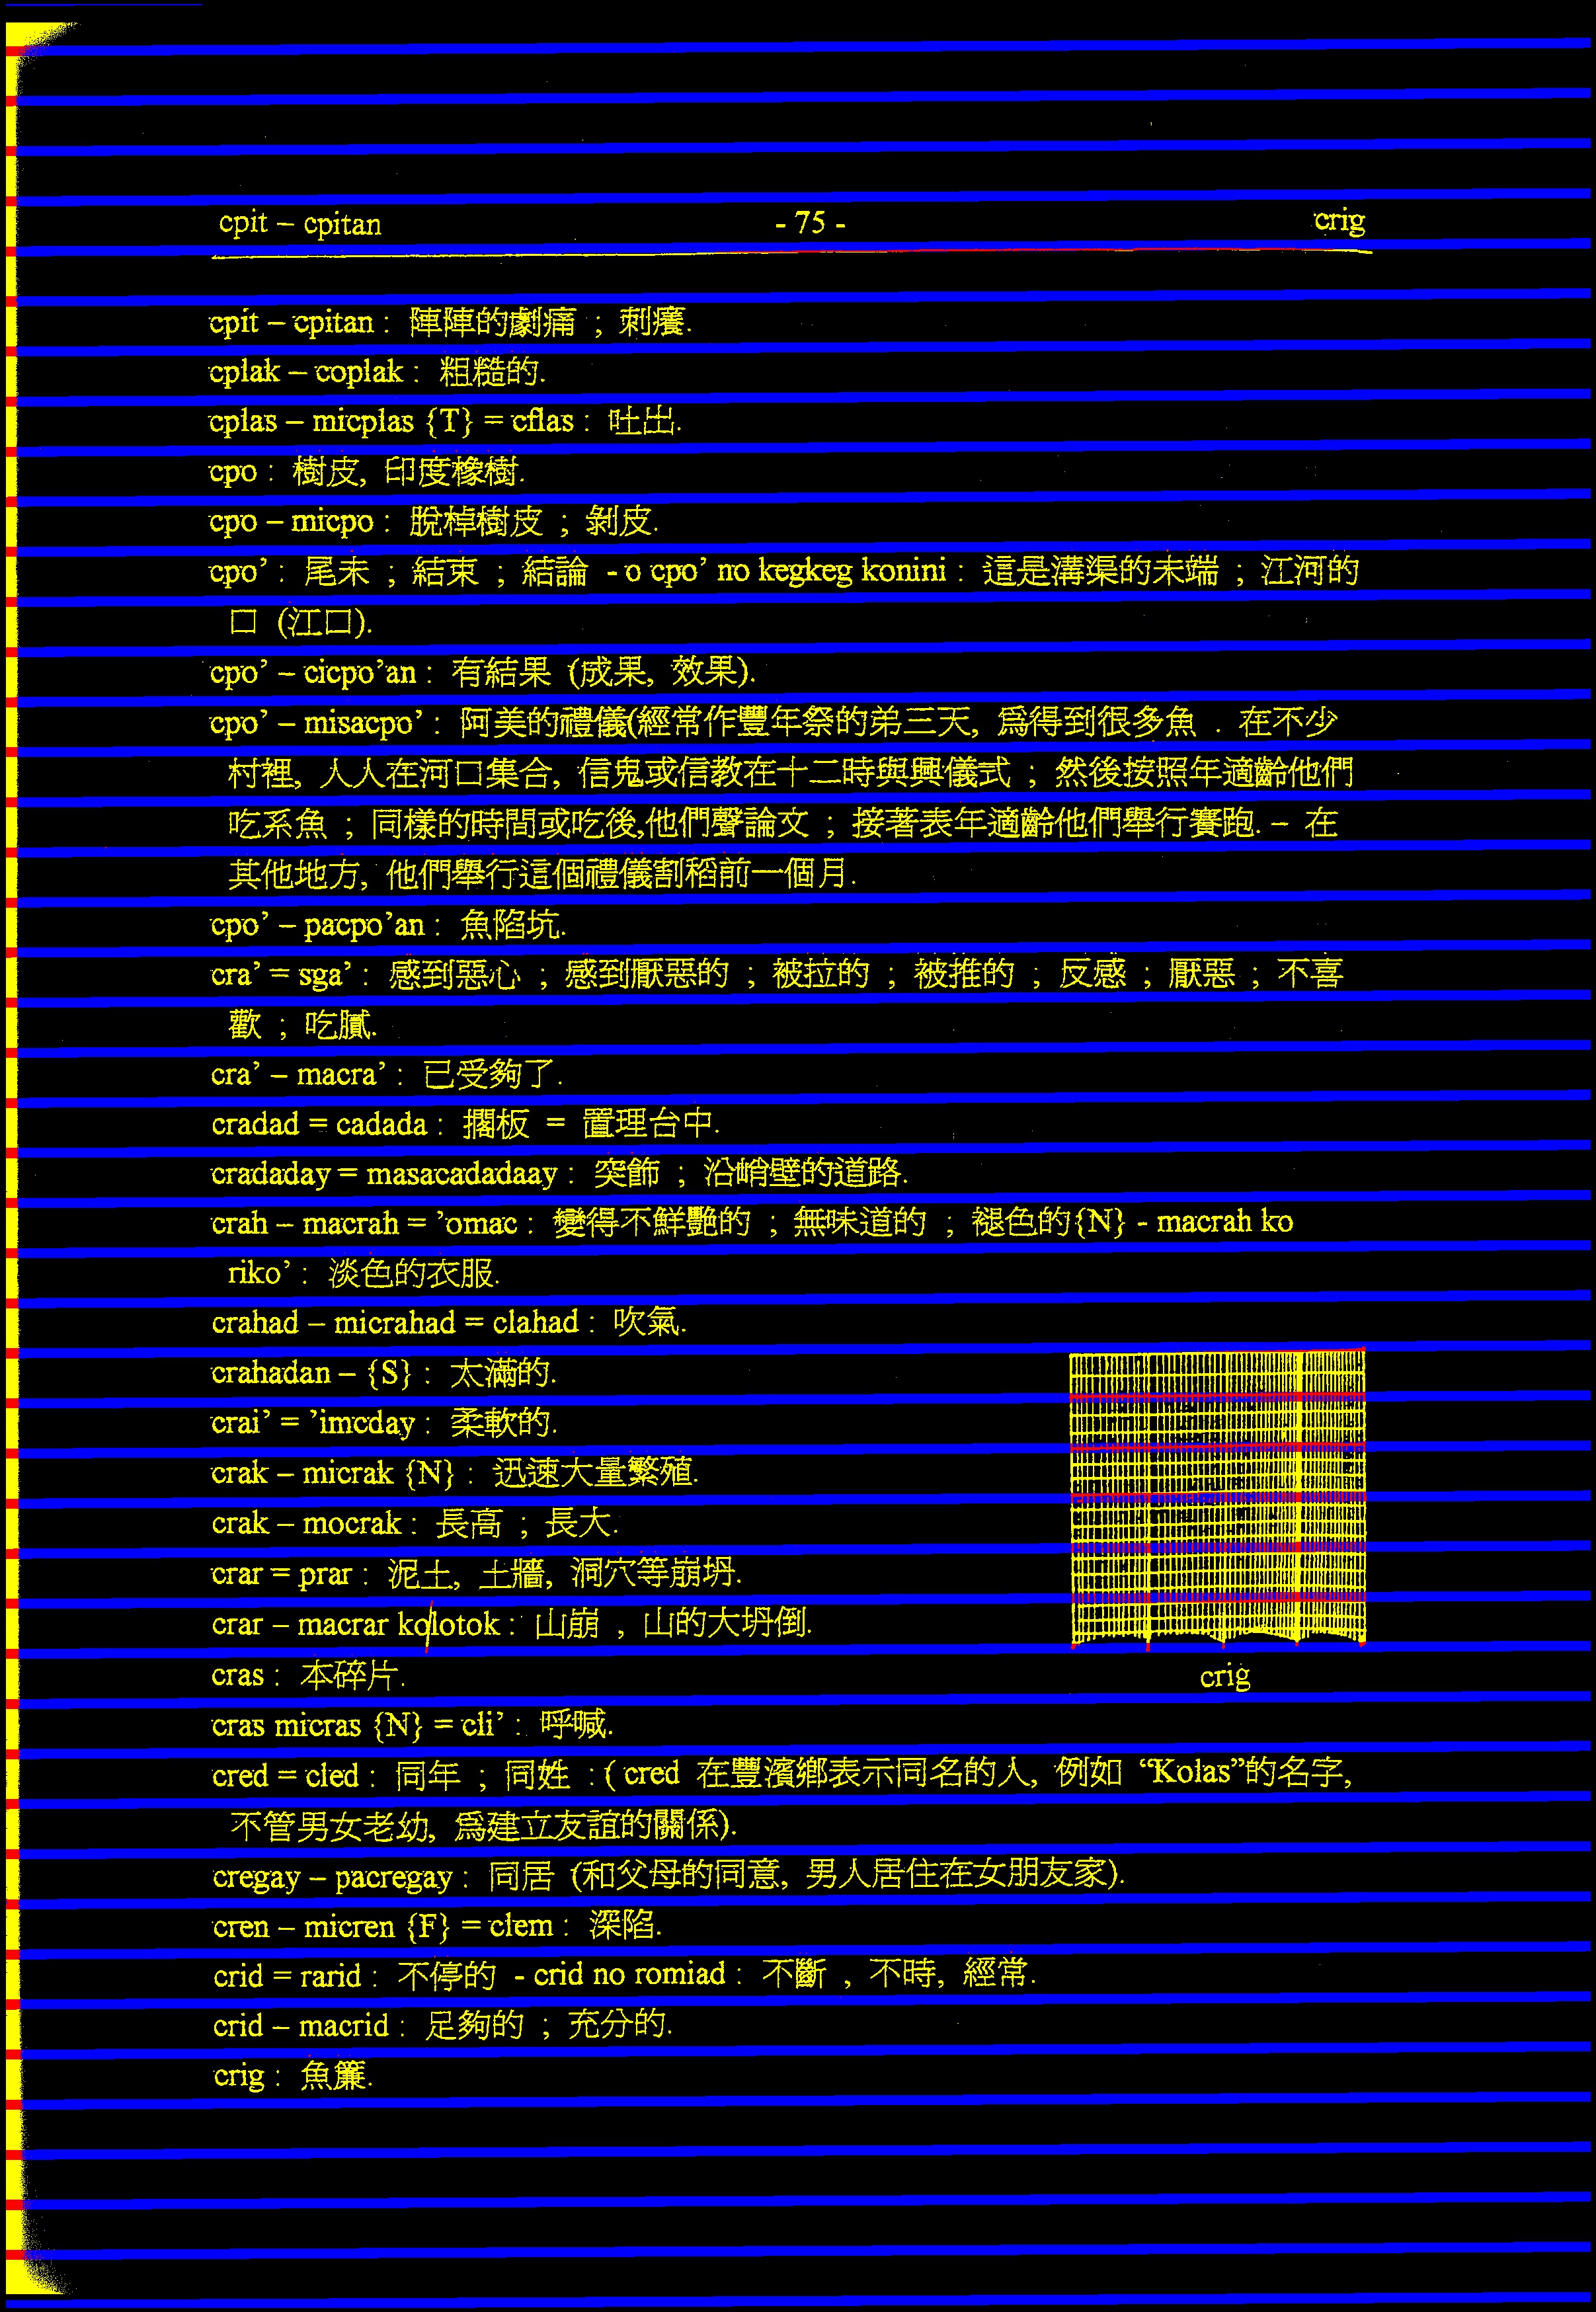 cpit – cpitan
- 75 -
crig
cpit – cpitan : 陣陣的劇痛 ; 刺癢.
cplak – coplak : 粗糙的.
cplas – micplas {T} = cflas : 吐出.
cpo : 樹皮, 印度橡樹.
cpo – micpo : 脫棹樹皮 ; 剝皮.
cpo’ : 尾末 ; 結束 ; 結論 - o cpo’ no kegkeg konini : 這是溝渠的末端 ; 江河的
口 (江口).
cpo’ – cicpo’an : 有結果 (成果, 效果).
cpo’ – misacpo’ : 阿美的禮儀(經常作豐年祭的弟三天, 爲得到很多魚 . 在不少
村裡, 人人在河口集合, 信鬼或信教在十二時與興儀式 ; 然後按照年適齡他們
吃系魚 ; 同樣的時間或吃後,他們聲論文 ; 接著表年適齡他們舉行賽跑. – 在
其他地方, 他們舉行這個禮儀割稻前一個月.
cpo’ – pacpo’an : 魚陷坑.
cra’ = sga’ : 感到惡心 ; 感到厭惡的 ; 被拉的 ; 被推的 ; 反感 ; 厭惡 ; 不喜
歡 ; 吃膩.
cra’ – macra’ : 已受夠了.
cradad = cadada : 擱板 = 置理台中.
cradaday = masacadadaay : 突飾 ; 沿峭壁的道路.
crah – macrah = ’omac : 變得不鮮艷的 ; 無味道的 ; 褪色的{N} - macrah ko
riko’ : 淡色的衣服.
crahad – micrahad = clahad : 吹氣.
crahadan – {S} : 太滿的.
crai’ = ’imcday : 柔軟的.
crak – micrak {N} : 迅速大量繁殖.
crak – mocrak : 長高 ; 長大.
crar = prar : 泥土, 土牆, 洞穴等崩坍.
crar – macrar ko lotok : 山崩 , 山的大坍倒.
cras : 本碎片.
crig
cras micras {N} = cli’ : 呼喊.
cred = cled : 同年 ; 同姓 : ( cred 在豐濱鄉表示同名的人, 例如 “Kolas”的名字,
不管男女老幼, 爲建立友誼的關係).
cregay – pacregay : 同居 (和父母的同意, 男人居住在女朋友家).
cren – micren {F} = clem : 深陷.
crid = rarid : 不停的 - crid no romiad : 不斷 , 不時, 經常.
crid – macrid : 足夠的 ; 充分的.
crig : 魚簾.